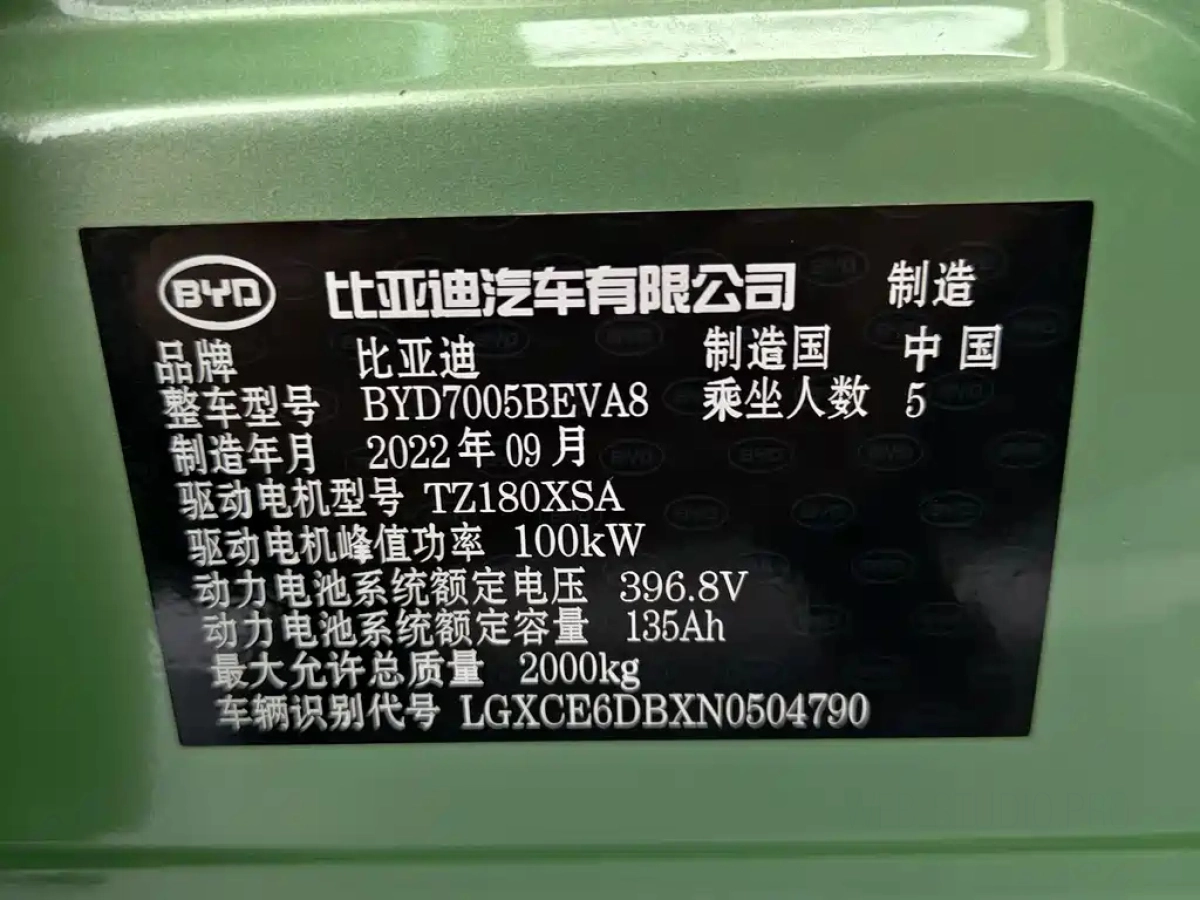 BYD 比亚迪汽车有限公司 制造
品牌 比亚迪 制造国 中国
整车型号 BYD7005BEVA8 乘坐人数 5
制造年月 2022年09月
驱动电机型号 TZ180XSA
驱动电机峰值功率 100kW
动力电池系统额定电压 396.8V
动力电池系统额定容量 135Ah
最大允许总质量 2000kg
车辆识别代号 LGXCE6DBXN0504790